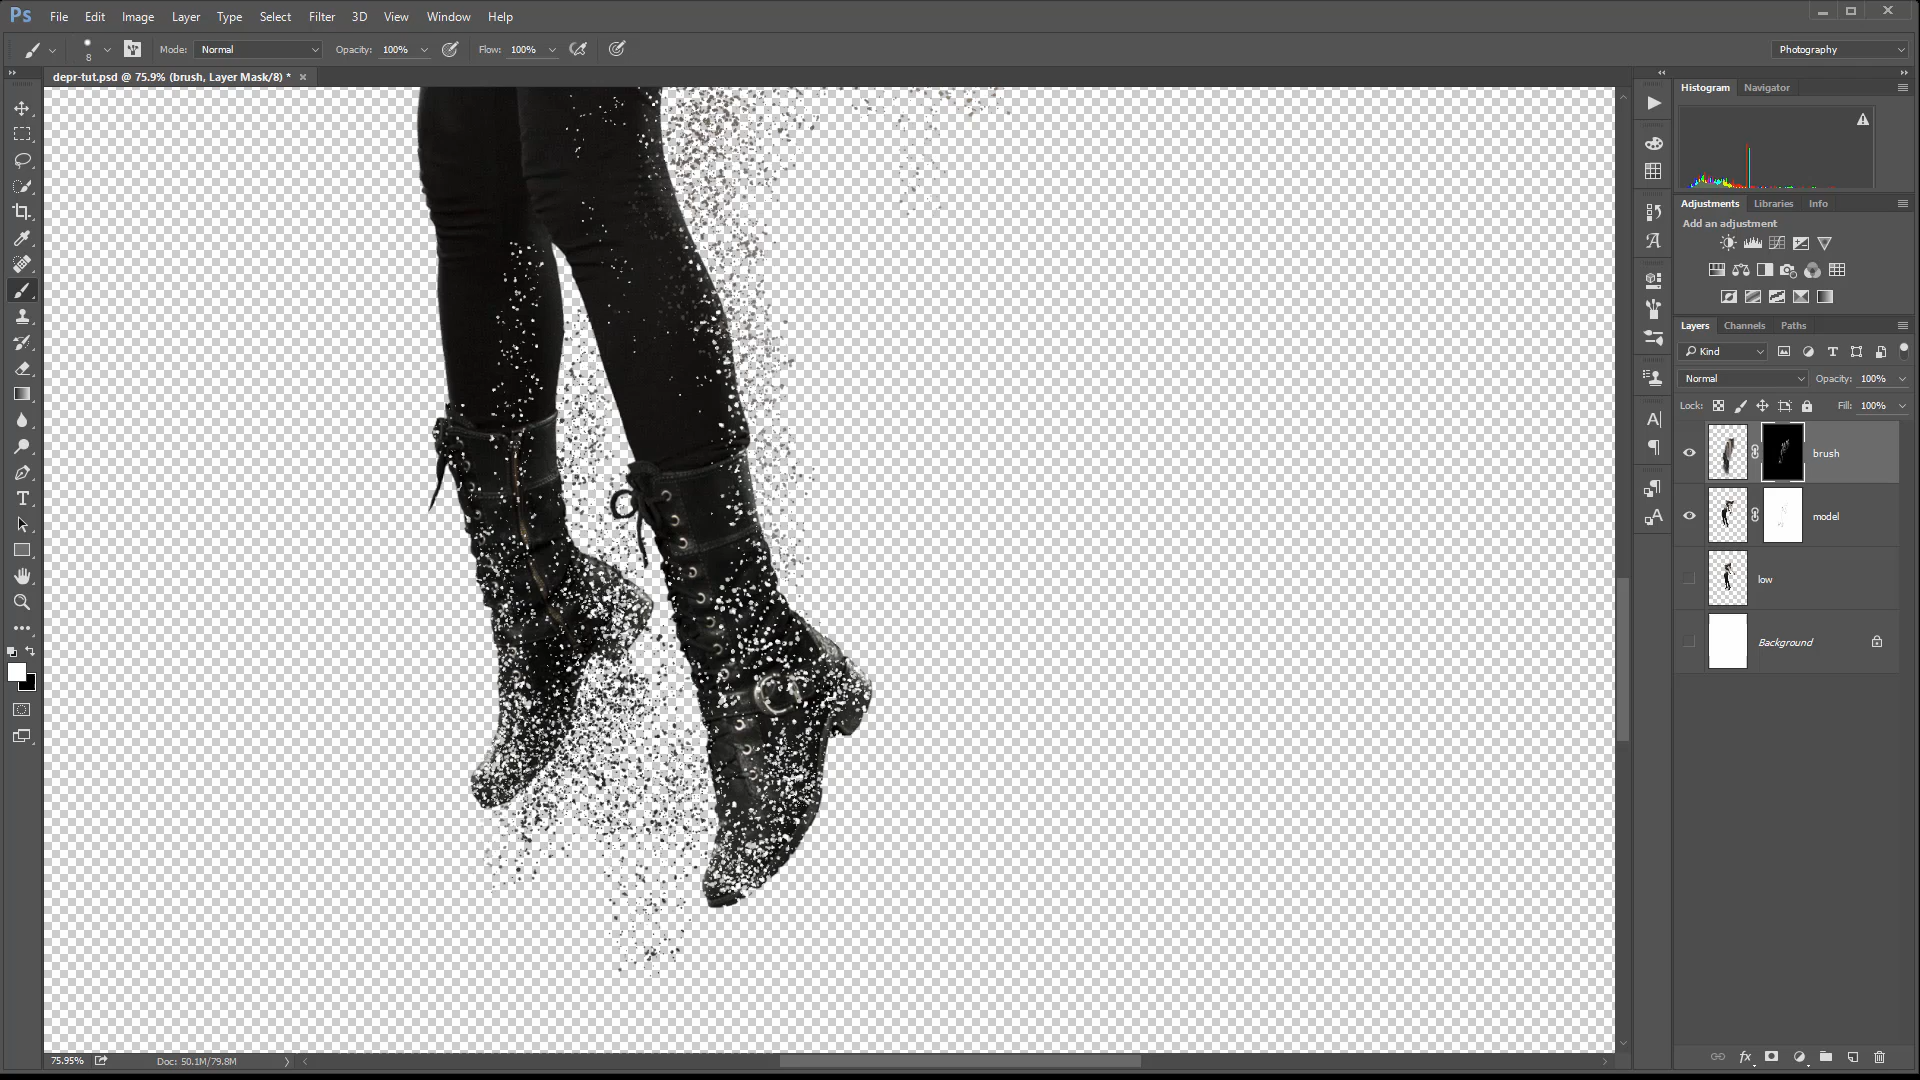 Ps File Edit Image Layer Type Select Filter 3D View Window Help
8 Mode: Normal Opacity: 100% Flow: 100% Photography
depr-tut.psd @ 75.9% (brush, Layer Mask/8) * ×
Histogram Navigator
Adjustments Libraries Info
Add an adjustment
Layers Channels Paths
Kind
Normal Opacity: 100%
Lock: Fill: 100%
brush
model
low
Background
75.95% Doc: 50.1M/79.8M